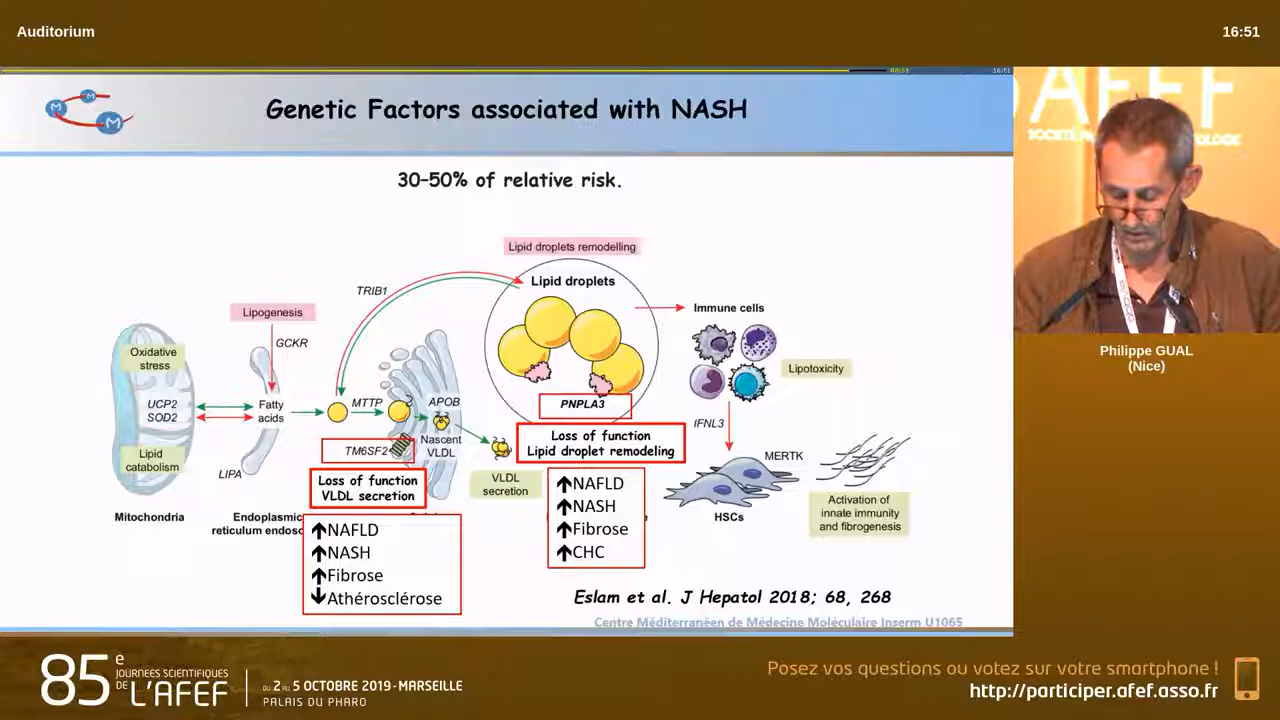 Auditorium
16:51
M
M
M
Genetic Factors associated with NASH
30–50% of relative risk.
Lipid droplets remodelling
Lipid droplets
TRIB1
Lipogenesis
GCKR
Immune cells
Oxidative
stress
Lipotoxicity
UCP2
SOD2
Fatty
acids
MTTP
APOB
PNPLA3
IFNL3
Loss of function
Lipid droplet remodeling
TM6SF2
Nascent
VLDL
Lipid
catabolism
LIPA
MERTK
Loss of function
VLDL secretion
VLDL
secretion
Activation of
innate immunity
and fibrogenesis
Mitochondria
Endoplasmic
HSCs
NAFLD
NASH
Fibrose
Athérosclérose
NAFLD
NASH
Fibrose
CHC
Eslam et al. J Hepatol 2018; 68, 268
Centre Méditerranéen de Médecine Moléculaire Inserm U1065
AFEF
Philippe GUAL
(Nice)
85e
JOURNÉES SCIENTIFIQUES
DE L'AFEF
DU 2 AU 5 OCTOBRE 2019 - MARSEILLE
PALAIS DU PHARO
Posez vos questions ou votez sur votre smartphone !
http://participer.afef.asso.fr